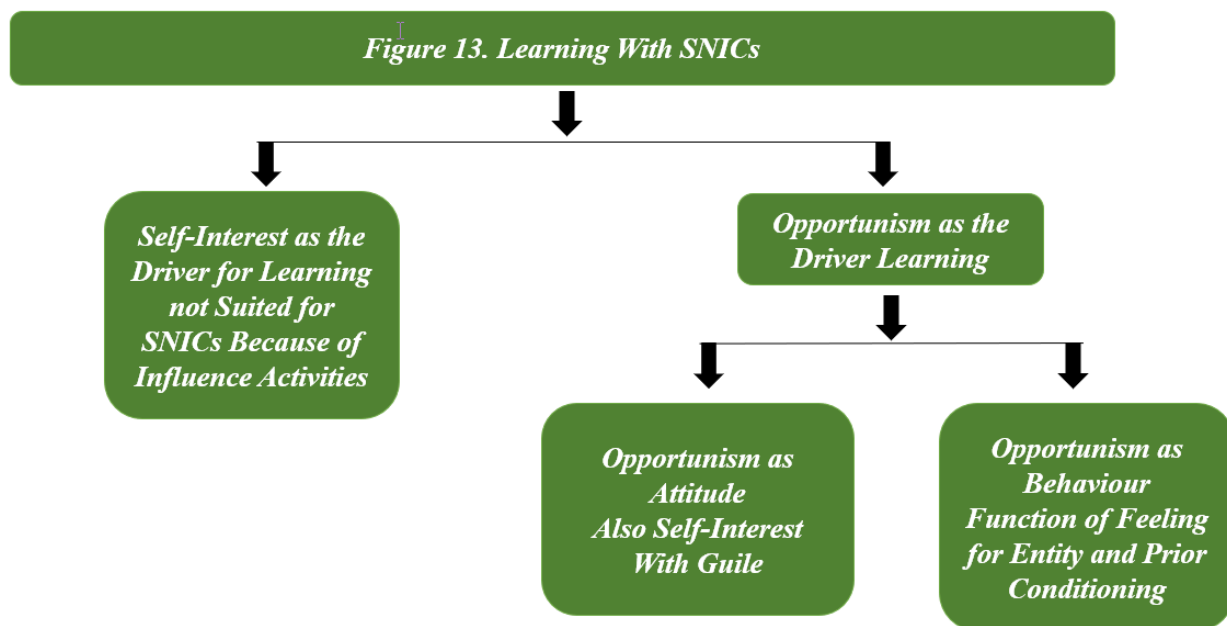 Figure 13. Learning With SNICs
Self-Interest as the
Driver for Learning
not Suited for
SNICs Because of
Influence Activities
Opportunism as the
Driver Learning
Opportunism as
Attitude
Also Self-Interest
With Guile
Opportunism as
Behaviour
Function of Feeling
for Entity and Prior
Conditioning